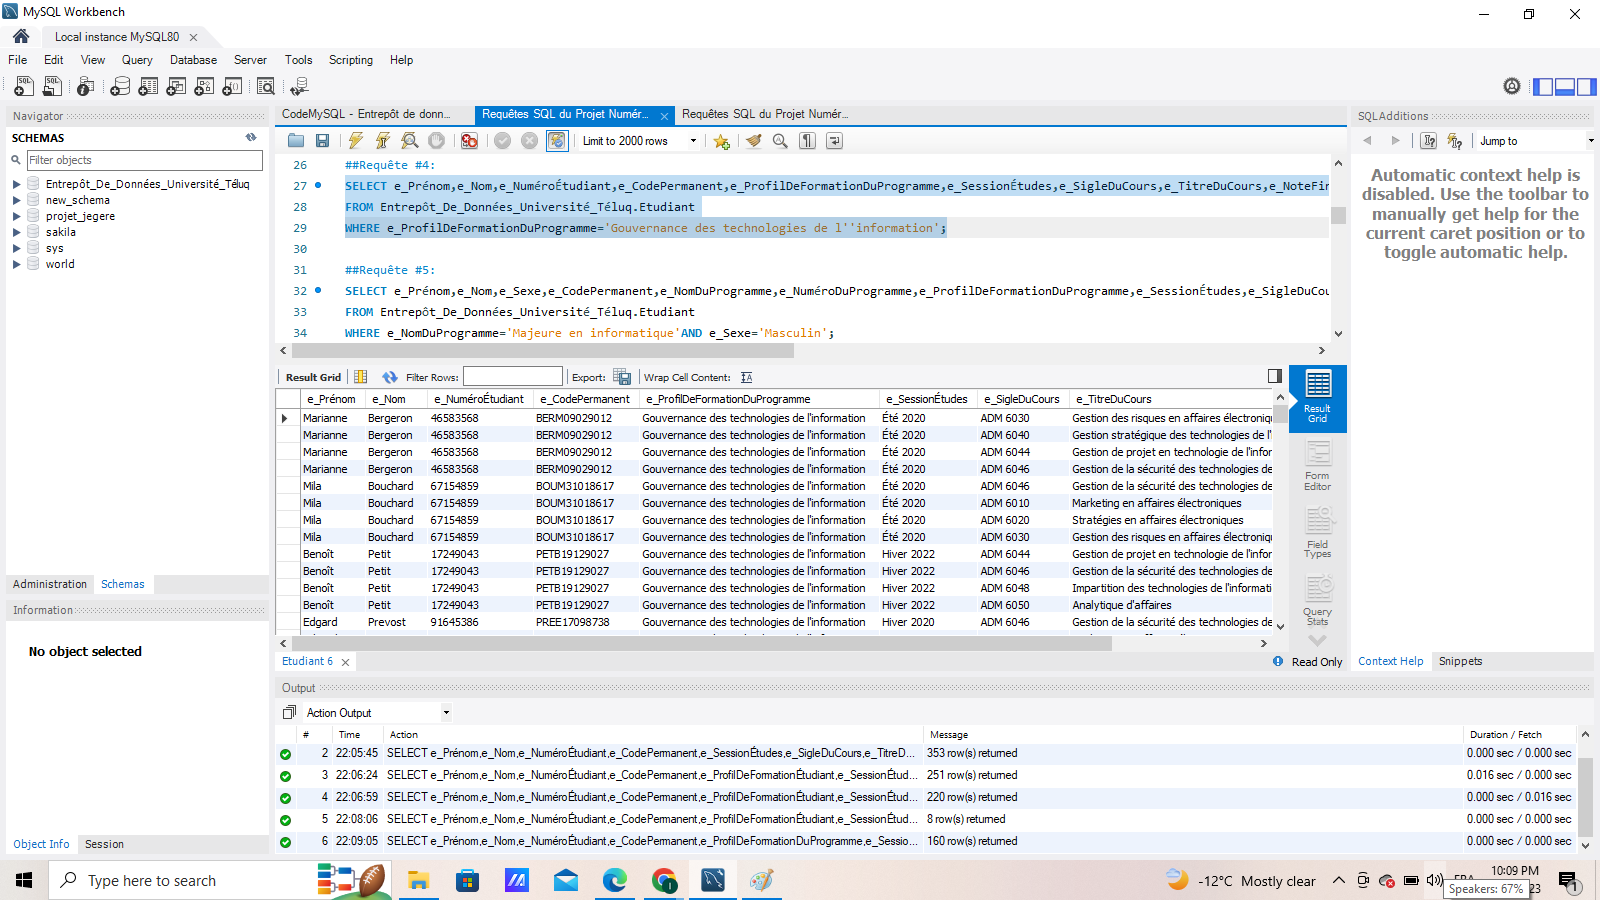 MySQL Workbench
Local instance MySQL80
File Edit View Query Database Server Tools Scripting Help
Navigator
SCHEMAS
Filter objects
Entrepôt_De_Données_Université_Téluq
new_schema
projet_jegere
sakila
sys
world
Administration Schemas
Information
No object selected
Object Info Session
CodeMySQL - Entrepôt de donn... Requêtes SQL du Projet Numér... Requêtes SQL du Projet Numér...
Limit to 2000 rows
26 ##Requête #4:
27 SELECT e_Prénom,e_Nom,e_NuméroÉtudiant,e_CodePermanent,e_ProfilDeFormationDuProgramme,e_SessionÉtudes,e_SigleDuCours,e_TitreDuCours,e_NoteFin
28 FROM Entrepôt_De_Données_Université_Téluq.Etudiant
29 WHERE e_ProfilDeFormationDuProgramme='Gouvernance des technologies de l''information';
30
31 ##Requête #5:
32 SELECT e_Prénom,e_Nom,e_Sexe,e_CodePermanent,e_NomDuProgramme,e_NuméroDuProgramme,e_ProfilDeFormationDuProgramme,e_SessionÉtudes,e_SigleDuCou
33 FROM Entrepôt_De_Données_Université_Téluq.Etudiant
34 WHERE e_NomDuProgramme='Majeure en informatique'AND e_Sexe='Masculin';
Result Grid Filter Rows: Export: Wrap Cell Content:
e_Prénom e_Nom e_NuméroÉtudiant e_CodePermanent e_ProfilDeFormationDuProgramme e_SessionÉtudes e_SigleDuCours e_TitreDuCours
Marianne Bergeron 46583568 BERM09029012 Gouvernance des technologies de l'information Été 2020 ADM 6030 Gestion des risques en affaires électroniq
Marianne Bergeron 46583568 BERM09029012 Gouvernance des technologies de l'information Été 2020 ADM 6040 Gestion stratégique des technologies de l'
Marianne Bergeron 46583568 BERM09029012 Gouvernance des technologies de l'information Été 2020 ADM 6044 Gestion de projet en technologie de l'infor
Marianne Bergeron 46583568 BERM09029012 Gouvernance des technologies de l'information Été 2020 ADM 6046 Gestion de la sécurité des technologies de
Mila Bouchard 67154859 BOUM31018617 Gouvernance des technologies de l'information Été 2020 ADM 6046 Gestion de la sécurité des technologies de
Mila Bouchard 67154859 BOUM31018617 Gouvernance des technologies de l'information Été 2020 ADM 6010 Marketing en affaires électroniques
Mila Bouchard 67154859 BOUM31018617 Gouvernance des technologies de l'information Été 2020 ADM 6020 Stratégies en affaires électroniques
Mila Bouchard 67154859 BOUM31018617 Gouvernance des technologies de l'information Été 2020 ADM 6030 Gestion des risques en affaires électroniq
Benoît Petit 17249043 PETB19129027 Gouvernance des technologies de l'information Hiver 2022 ADM 6044 Gestion de projet en technologie de l'infor
Benoît Petit 17249043 PETB19129027 Gouvernance des technologies de l'information Hiver 2022 ADM 6046 Gestion de la sécurité des technologies de
Benoît Petit 17249043 PETB19129027 Gouvernance des technologies de l'information Hiver 2022 ADM 6048 Impartition des technologies de l'informati
Benoît Petit 17249043 PETB19129027 Gouvernance des technologies de l'information Hiver 2022 ADM 6050 Analytique d'affaires
Edgard Prevost 91645386 PREE17098738 Gouvernance des technologies de l'information Hiver 2020 ADM 6046 Gestion de la sécurité des technologies de
Result Grid
Form Editor
Field Types
Query Stats
Etudiant 6
Read Only
SQLAdditions
Jump to
Automatic context help is
disabled. Use the toolbar to
manually get help for the
current caret position or to
toggle automatic help.
Context Help Snippets
Output
Action Output
# Time Action Message Duration / Fetch
2 22:05:45 SELECT e_Prénom,e_Nom,e_NuméroÉtudiant,e_CodePermanent,e_SessionÉtudes,e_SigleDuCours,e_TitreD... 353 row(s) returned 0.000 sec / 0.000 sec
3 22:06:24 SELECT e_Prénom,e_Nom,e_NuméroÉtudiant,e_CodePermanent,e_ProfilDeFormationÉtudiant,e_SessionÉtud... 251 row(s) returned 0.016 sec / 0.000 sec
4 22:06:59 SELECT e_Prénom,e_Nom,e_NuméroÉtudiant,e_CodePermanent,e_ProfilDeFormationÉtudiant,e_SessionÉtud... 220 row(s) returned 0.000 sec / 0.016 sec
5 22:08:06 SELECT e_Prénom,e_Nom,e_NuméroÉtudiant,e_CodePermanent,e_ProfilDeFormationÉtudiant,e_SessionÉtud... 8 row(s) returned 0.000 sec / 0.000 sec
6 22:09:05 SELECT e_Prénom,e_Nom,e_NuméroÉtudiant,e_CodePermanent,e_ProfilDeFormationDuProgramme,e_Sessio... 160 row(s) returned 0.000 sec / 0.000 sec
Type here to search
-12°C Mostly clear
10:09 PM
Speakers: 67%
23
1